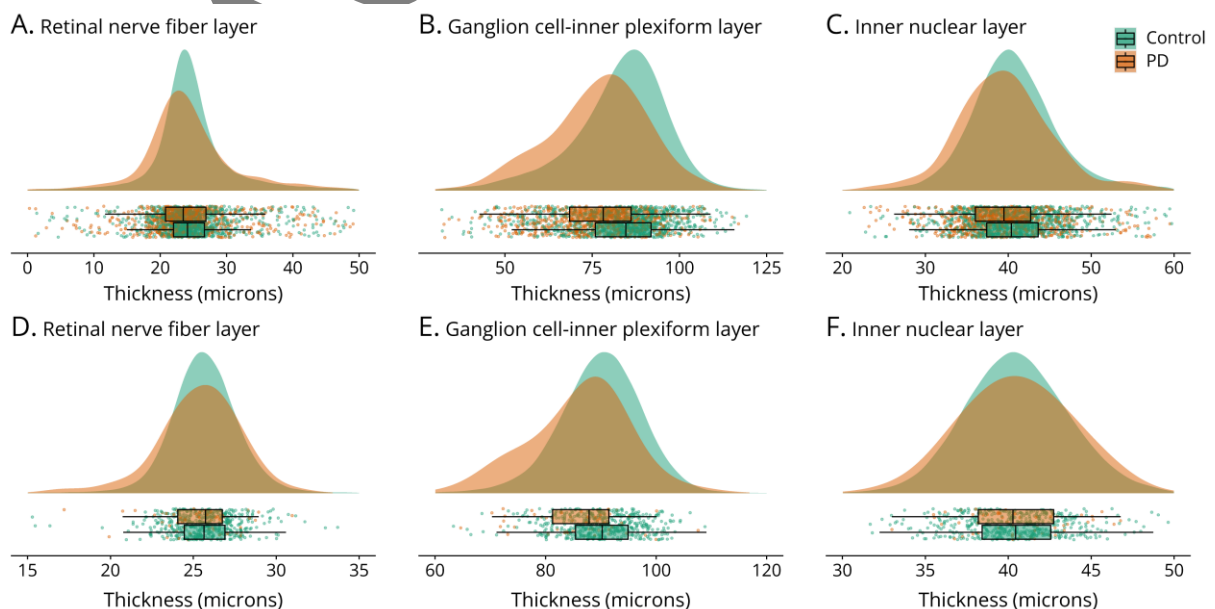 A. Retinal nerve fiber layer
B. Ganglion cell-inner plexiform layer
C. Inner nuclear layer
Control
PD
0 10 20 30 40 50
50 75 100 125
20 30 40 50 60
Thickness (microns)
Thickness (microns)
Thickness (microns)
D. Retinal nerve fiber layer
E. Ganglion cell-inner plexiform layer
F. Inner nuclear layer
15 20 25 30 35
60 80 100 120
30 35 40 45 50
Thickness (microns)
Thickness (microns)
Thickness (microns)